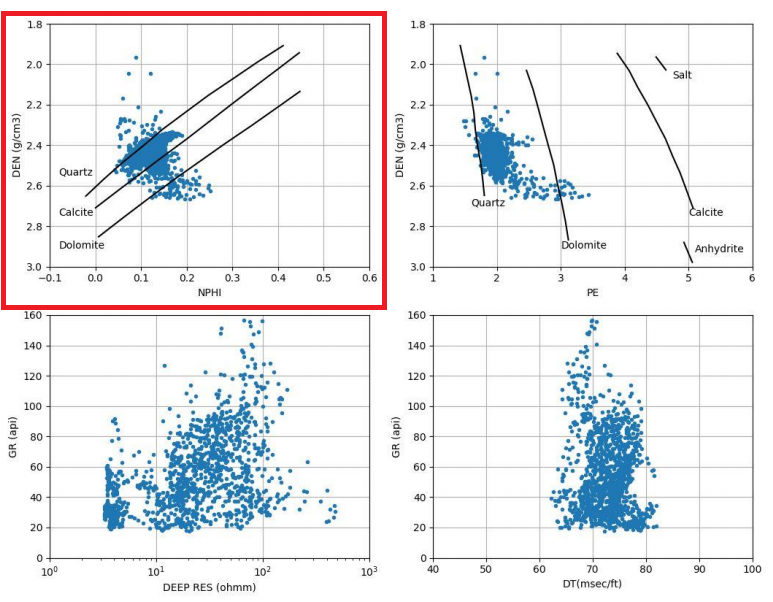 1.8
2.0
2.2
2.4
2.6
2.8
3.0
DEN (g/cm3)
Quartz
Calcite
Dolomite
−0.1 0.0 0.1 0.2 0.3 0.4 0.5 0.6
NPHI
1.8
2.0
2.2
2.4
2.6
2.8
3.0
DEN (g/cm3)
Salt
Quartz
Calcite
Dolomite
Anhydrite
1 2 3 4 5 6
PE
160
140
120
100
80
60
40
20
0
GR (api)
10⁰ 10¹ 10² 10³
DEEP RES (ohmm)
160
140
120
100
80
60
40
20
0
GR (api)
40 50 60 70 80 90 100
DT(msec/ft)